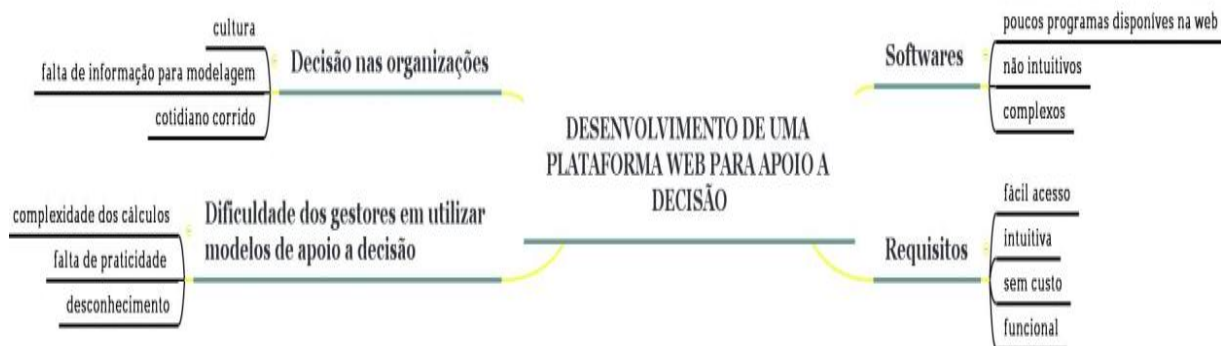 DESENVOLVIMENTO DE UMA
PLATAFORMA WEB PARA APOIO A
DECISÃO
Decisão nas organizações
cultura
falta de informação para modelagem
cotidiano corrido
Dificuldade dos gestores em utilizar
modelos de apoio a decisão
complexidade dos cálculos
falta de praticidade
desconhecimento
Softwares
poucos programas disponíves na web
não intuitivos
complexos
Requisitos
fácil acesso
intuitiva
sem custo
funcional